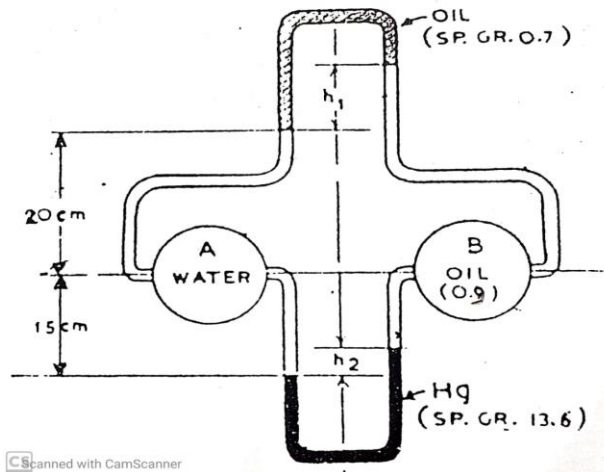 OIL
(SP. GR. 0.7)
h1
20 cm
A
WATER
B
OIL
(0.9)
15 cm
h2
Hg
(SP. GR. 13.6)
CS Scanned with CamScanner